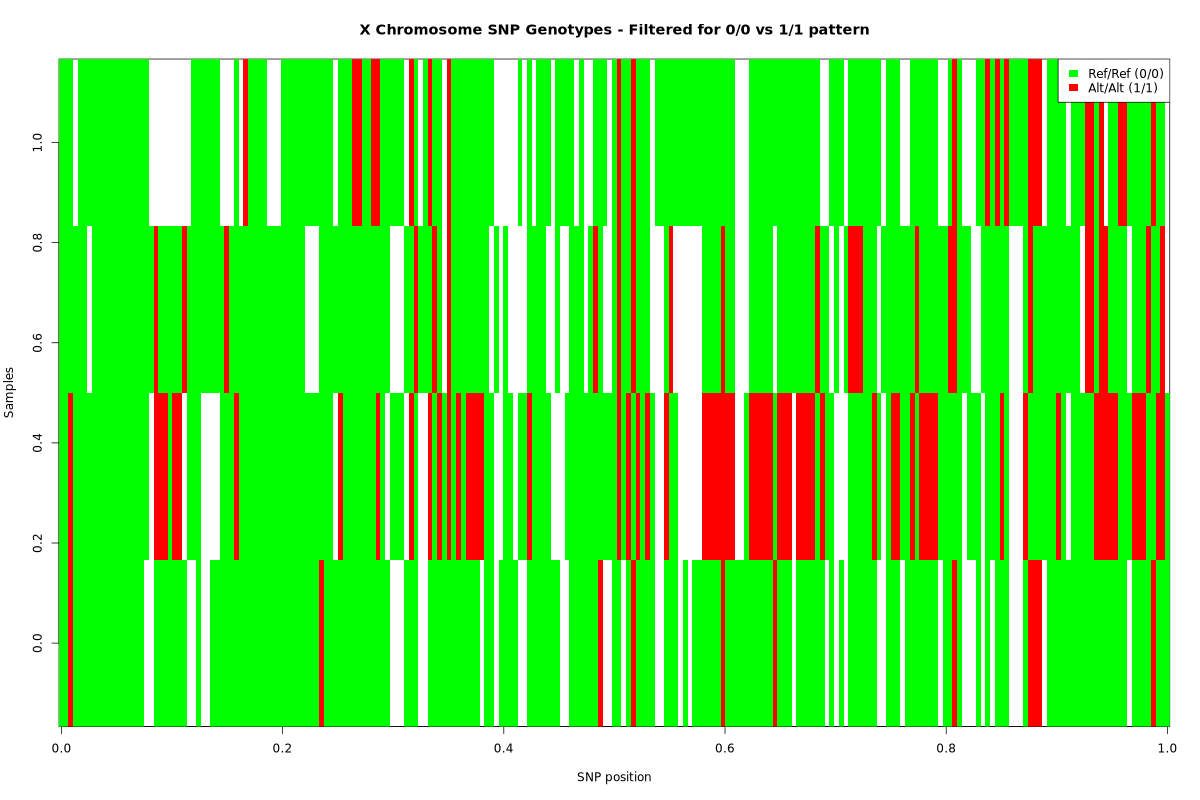 X Chromosome SNP Genotypes - Filtered for 0/0 vs 1/1 pattern
Ref/Ref (0/0)
Alt/Alt (1/1)
1.0
0.8
0.6
0.4
0.2
0.0
Samples
0.0 0.2 0.4 0.6 0.8 1.0
SNP position